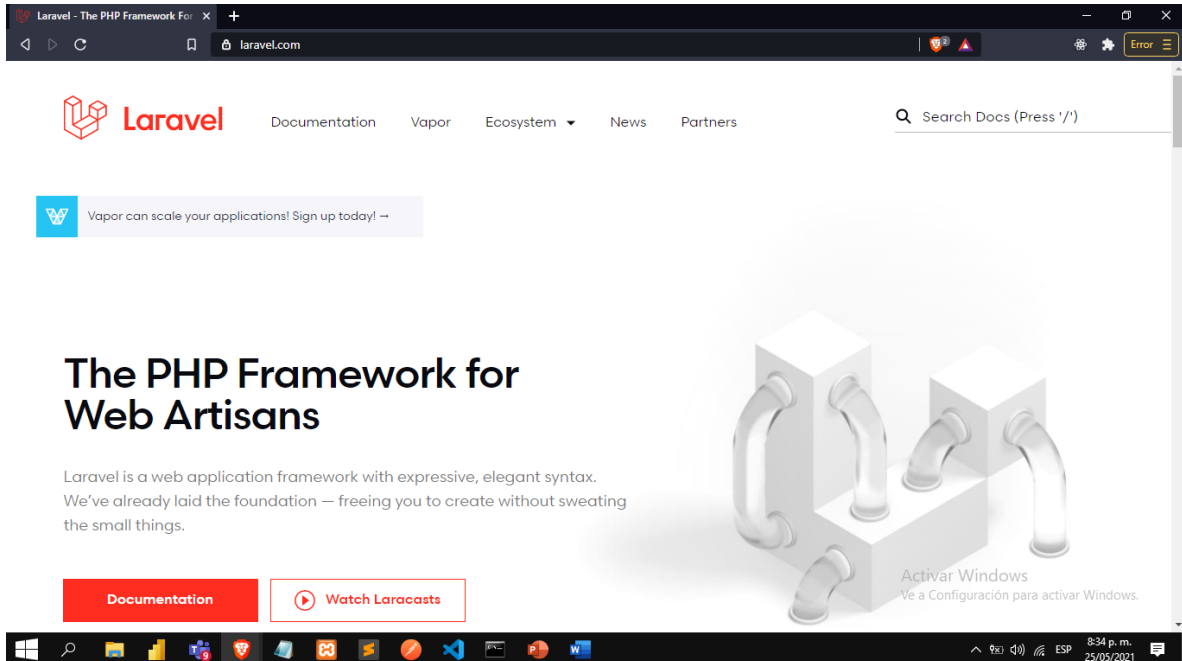 Laravel - The PHP Framework For
laravel.com
2
Error
Laravel
Documentation
Vapor
Ecosystem
News
Partners
Search Docs (Press '/')
Vapor can scale your applications! Sign up today! →
The PHP Framework for
Web Artisans
Laravel is a web application framework with expressive, elegant syntax.
We've already laid the foundation — freeing you to create without sweating
the small things.
Documentation
Watch Laracasts
Activar Windows
Ve a Configuración para activar Windows.
9
ESP
8:34 p. m.
25/05/2021